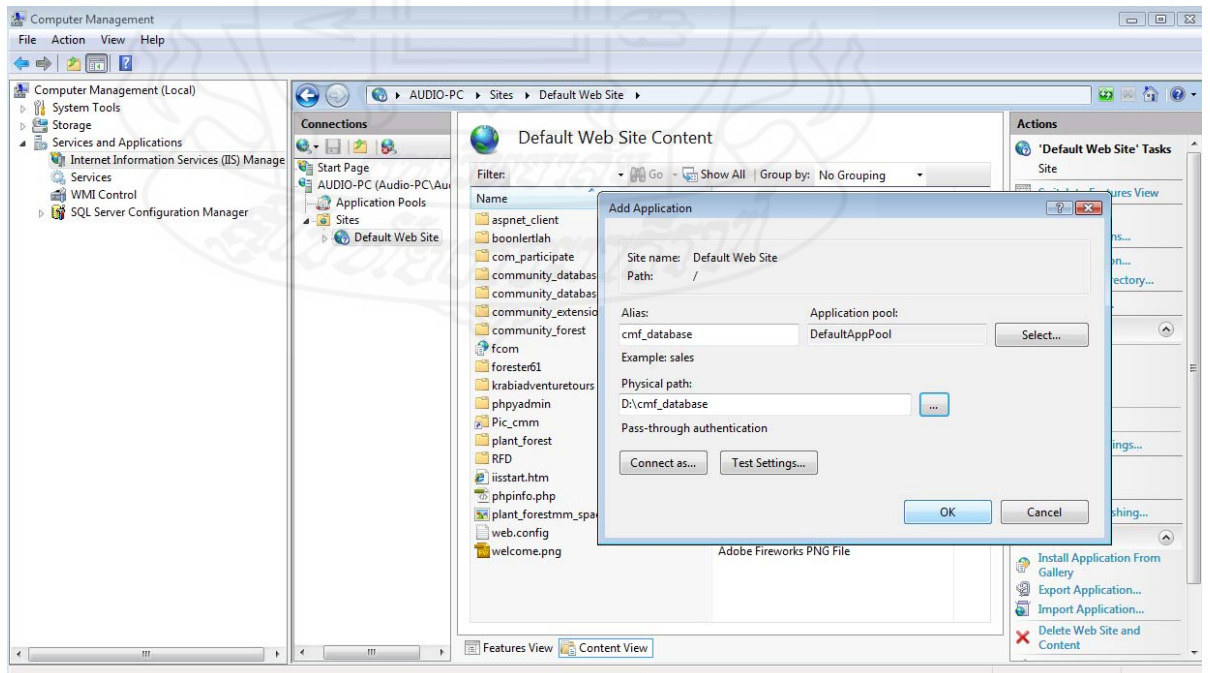 Computer Management
File Action View Help
Computer Management (Local)
System Tools
Storage
Services and Applications
Internet Information Services (IIS) Manage
Services
WMI Control
SQL Server Configuration Manager
AUDIO-PC ▸ Sites ▸ Default Web Site ▸
Connections
Start Page
AUDIO-PC (Audio-PC\Au
Application Pools
Sites
Default Web Site
Default Web Site Content
Filter: Go Show All Group by: No Grouping
Name
aspnet_client
boonlertlah
com_participate
community_databas
community_databas
community_extensio
community_forest
fcom
forester61
krabiadventuretours
phpyadmin
Pic_cmm
plant_forest
RFD
iisstart.htm
phpinfo.php
plant_forestmm_spa
web.config
welcome.png Adobe Fireworks PNG File
Features View Content View
Add Application
Site name: Default Web Site
Path: /
Alias: Application pool:
cmf_database DefaultAppPool Select...
Example: sales
Physical path:
D:\cmf_database ...
Pass-through authentication
Connect as... Test Settings...
OK Cancel
Actions
'Default Web Site' Tasks
Site
ures View
ns...
on...
ectory...
ings...
shing...
Install Application From
Gallery
Export Application...
Import Application...
Delete Web Site and
Content